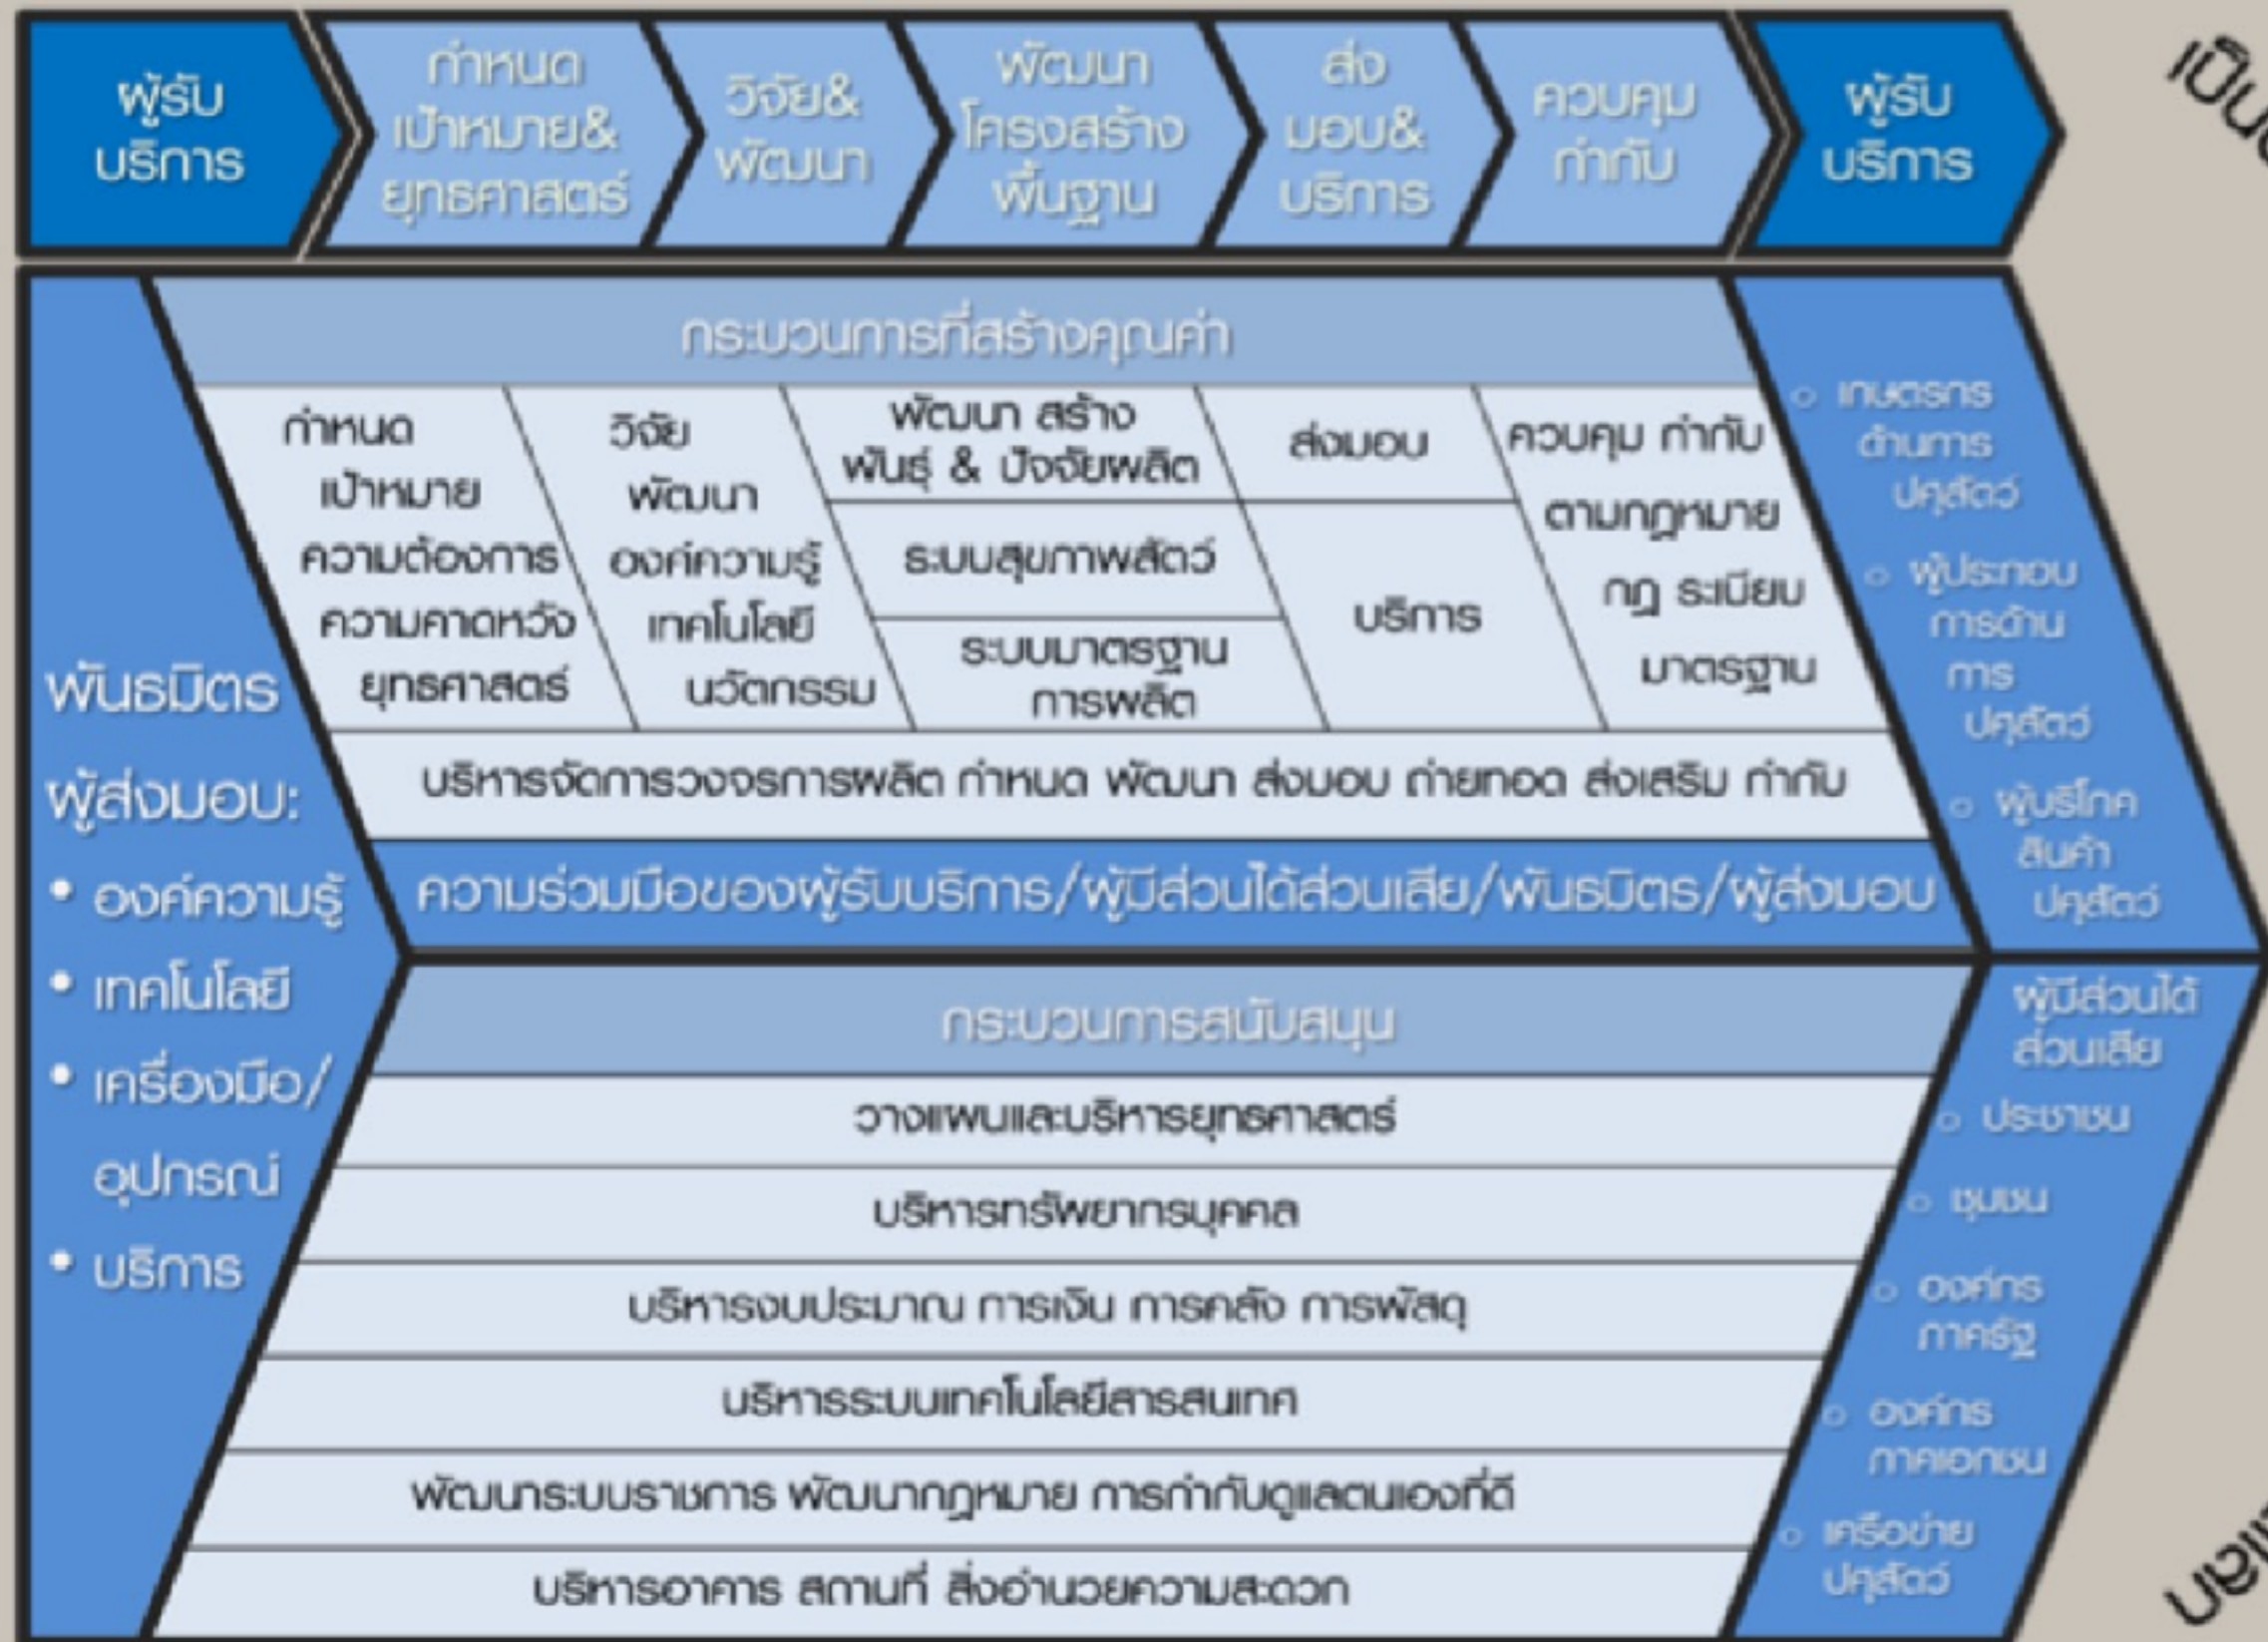 ผู้รับ
บริการ
กำหนด
เป้าหมาย&
ยุทธศาสตร์
วิจัย&
พัฒนา
พัฒนา
โครงสร้าง
พื้นฐาน
ส่ง
มอบ&
บริการ
ควบคุม
กำกับ
ผู้รับ
บริการ
พันธมิตร
ผู้ส่งมอบ:
• องค์ความรู้
• เทคโนโลยี
• เครื่องมือ/
อุปกรณ์
• บริการ
กระบวนการที่สร้างคุณค่า
กำหนด
เป้าหมาย
ความต้องการ
ความคาดหวัง
ยุทธศาสตร์
วิจัย
พัฒนา
องค์ความรู้
เทคโนโลยี
นวัตกรรม
พัฒนา สร้าง
พันธุ์ & ปัจจัยผลิต
ระบบสุขภาพสัตว์
ระบบมาตรฐาน
การผลิต
ส่งมอบ
บริการ
ควบคุม กำกับ
ตามกฎหมาย
กฎ ระเบียบ
มาตรฐาน
บริหารจัดการวงจรการผลิต กำหนด พัฒนา ส่งมอบ ถ่ายทอด ส่งเสริม กำกับ
ความร่วมมือของผู้รับบริการ/ผู้มีส่วนได้ส่วนเสีย/พันธมิตร/ผู้ส่งมอบ
o เกษตรกร
ด้านการ
ปศุสัตว์
o ผู้ประกอบ
การด้าน
การ
ปศุสัตว์
o ผู้บริโภค
สินค้า
ปศุสัตว์
กระบวนการสนับสนุน
วางแผนและบริหารยุทธศาสตร์
บริหารทรัพยากรบุคคล
บริหารงบประมาณ การเงิน การคลัง การพัสดุ
บริหารระบบเทคโนโลยีสารสนเทศ
พัฒนาระบบราชการ พัฒนากฎหมาย การกำกับดูแลตนเองที่ดี
บริหารอาคาร สถานที่ สิ่งอำนวยความสะดวก
ผู้มีส่วนได้
ส่วนเสีย
o ประชาชน
o ชุมชน
o องค์กร
ภาครัฐ
o องค์กร
ภาคเอกชน
o เครือข่าย
ปศุสัตว์